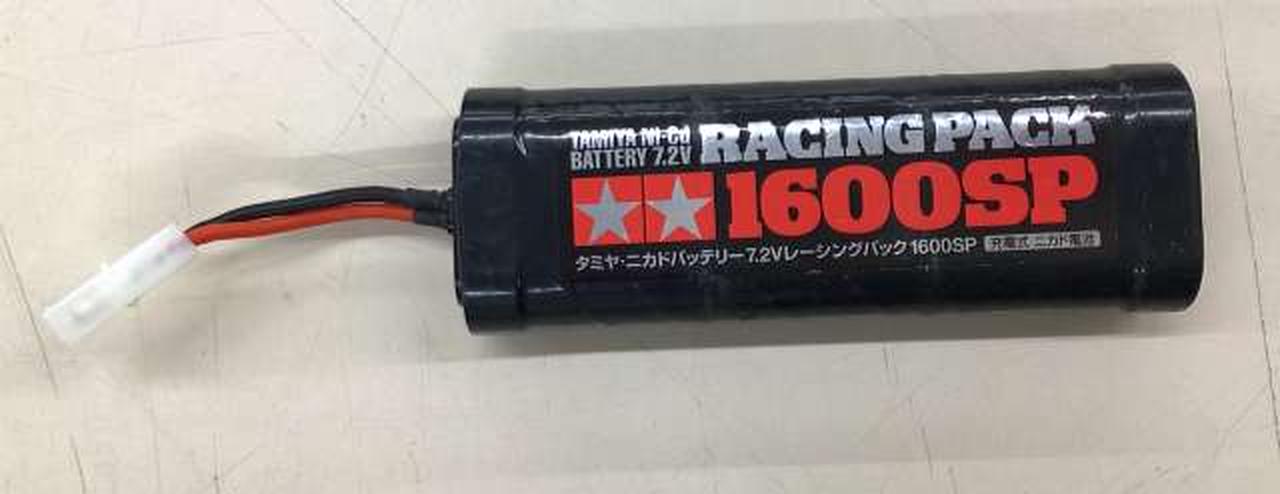 TAMIYA Ni-Cd
BATTERY 7.2V
RACING PACK
1600SP
タミヤ・ニカドバッテリー7.2Vレーシングパック1600SP 充電式 ニカド電池